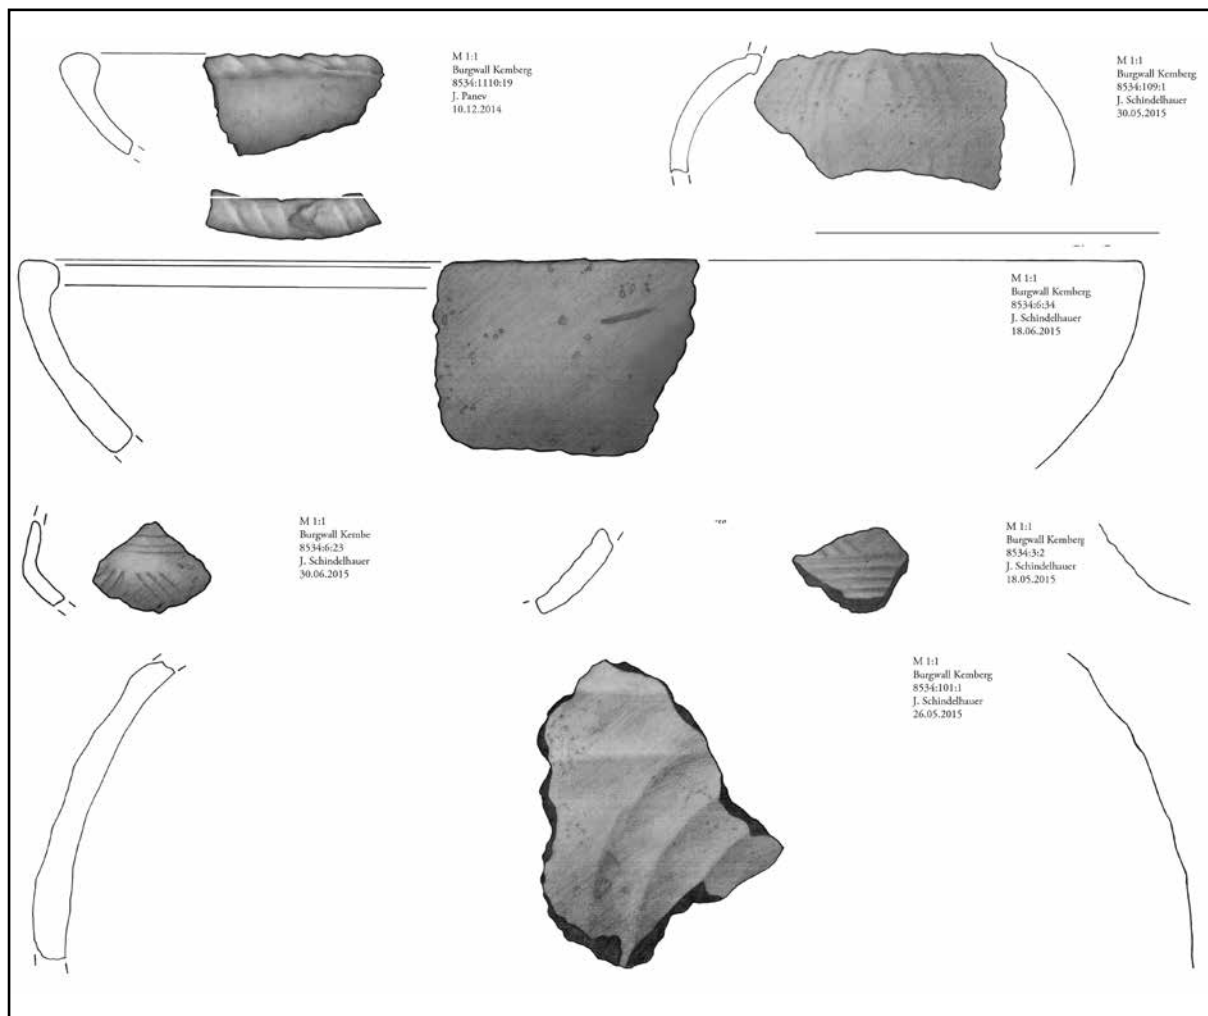 M 1:1
Burgwall Kemberg
8534:1110:19
J. Panev
10.12.2014
M 1:1
Burgwall Kemberg
8534:109:1
J. Schindelhauer
30.05.2015
M 1:1
Burgwall Kemberg
8534:6:34
J. Schindelhauer
18.06.2015
M 1:1
Burgwall Kembe
8534:6:23
J. Schindelhauer
30.06.2015
M 1:1
Burgwall Kemberg
8534:3:2
J. Schindelhauer
18.05.2015
M 1:1
Burgwall Kemberg
8534:101:1
J. Schindelhauer
26.05.2015